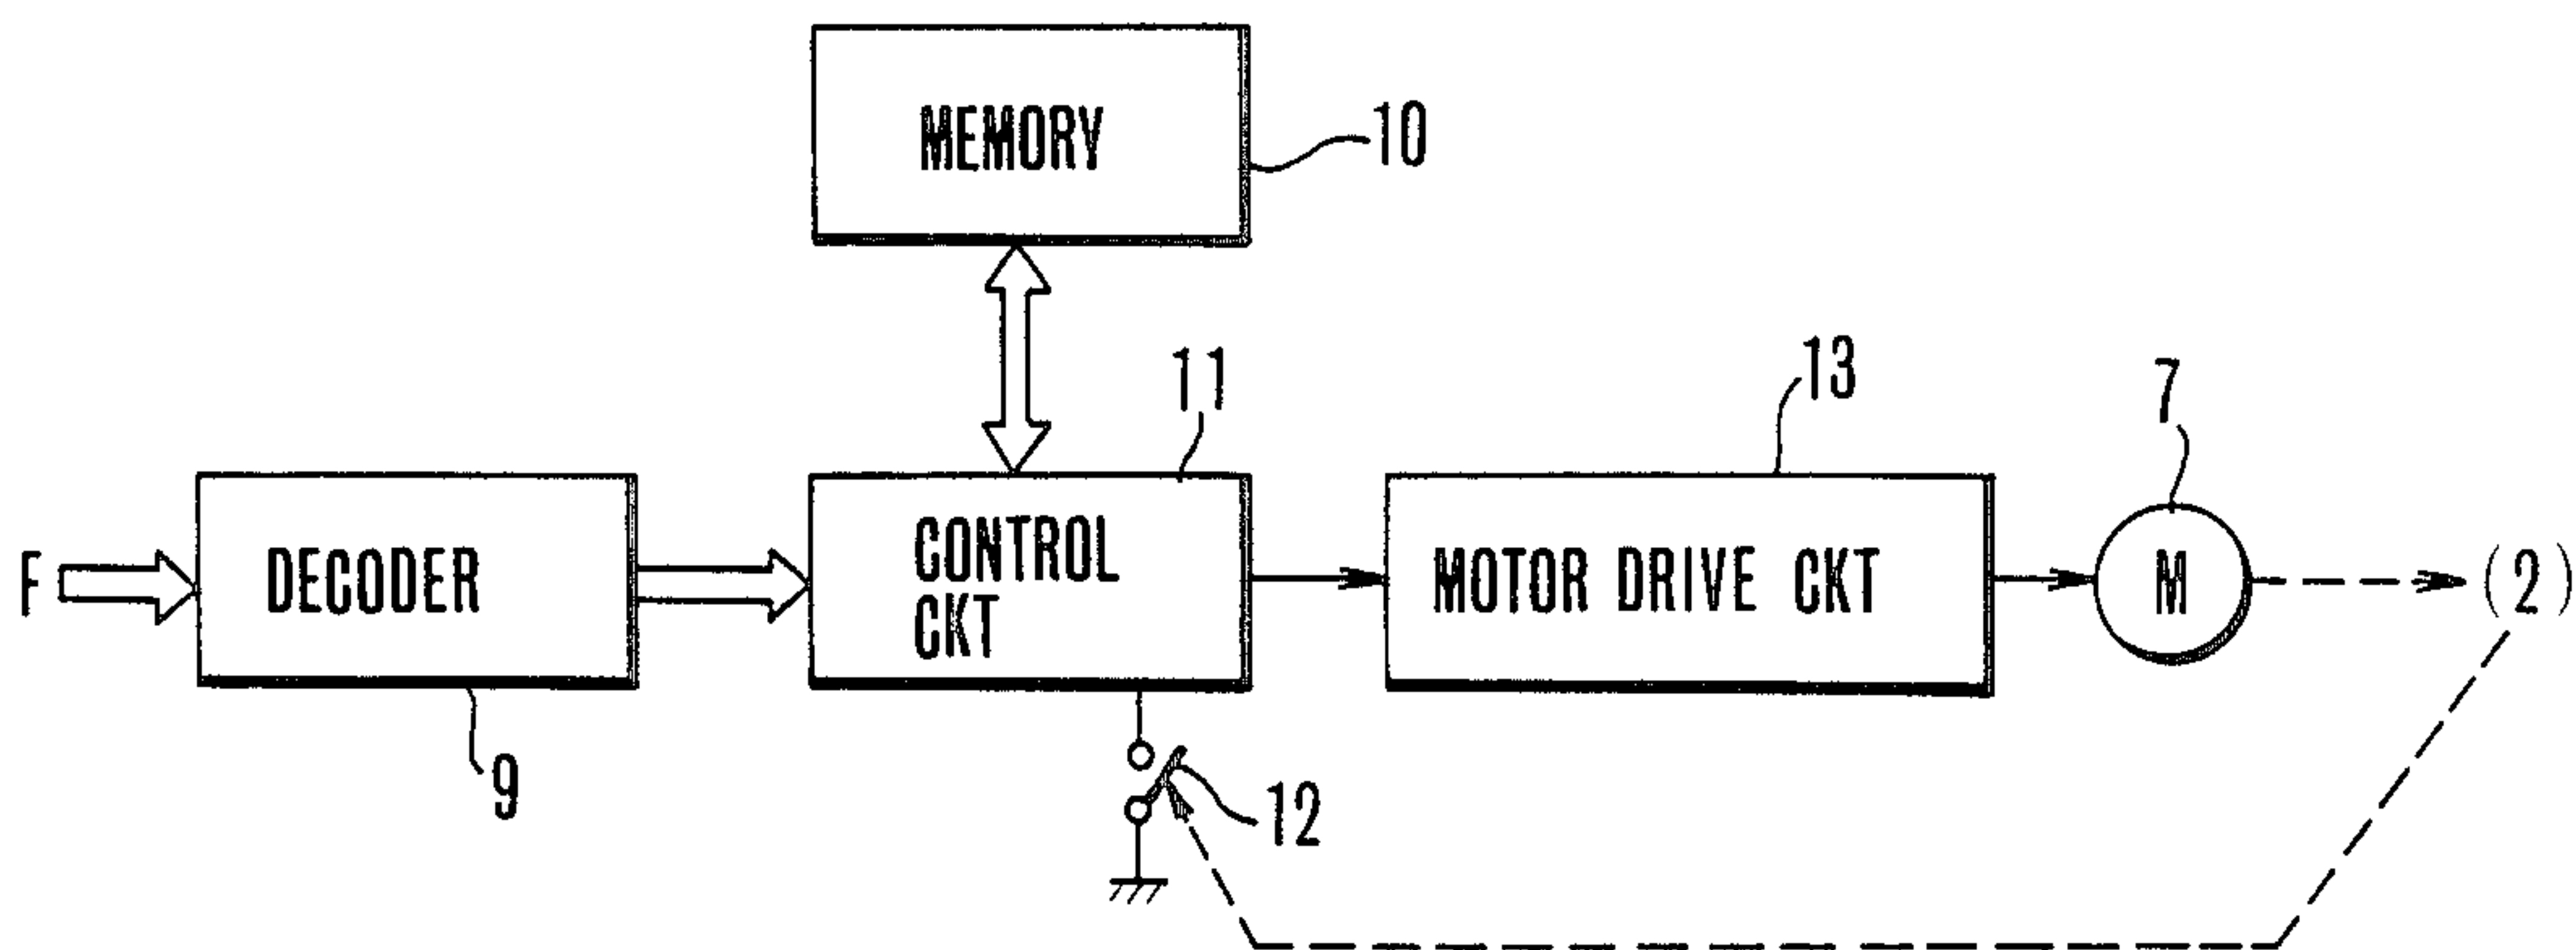 MEMORY
10
11
13
7
F
DECODER
CONTROL
CKT
MOTOR DRIVE CKT
M
(2)
9
12